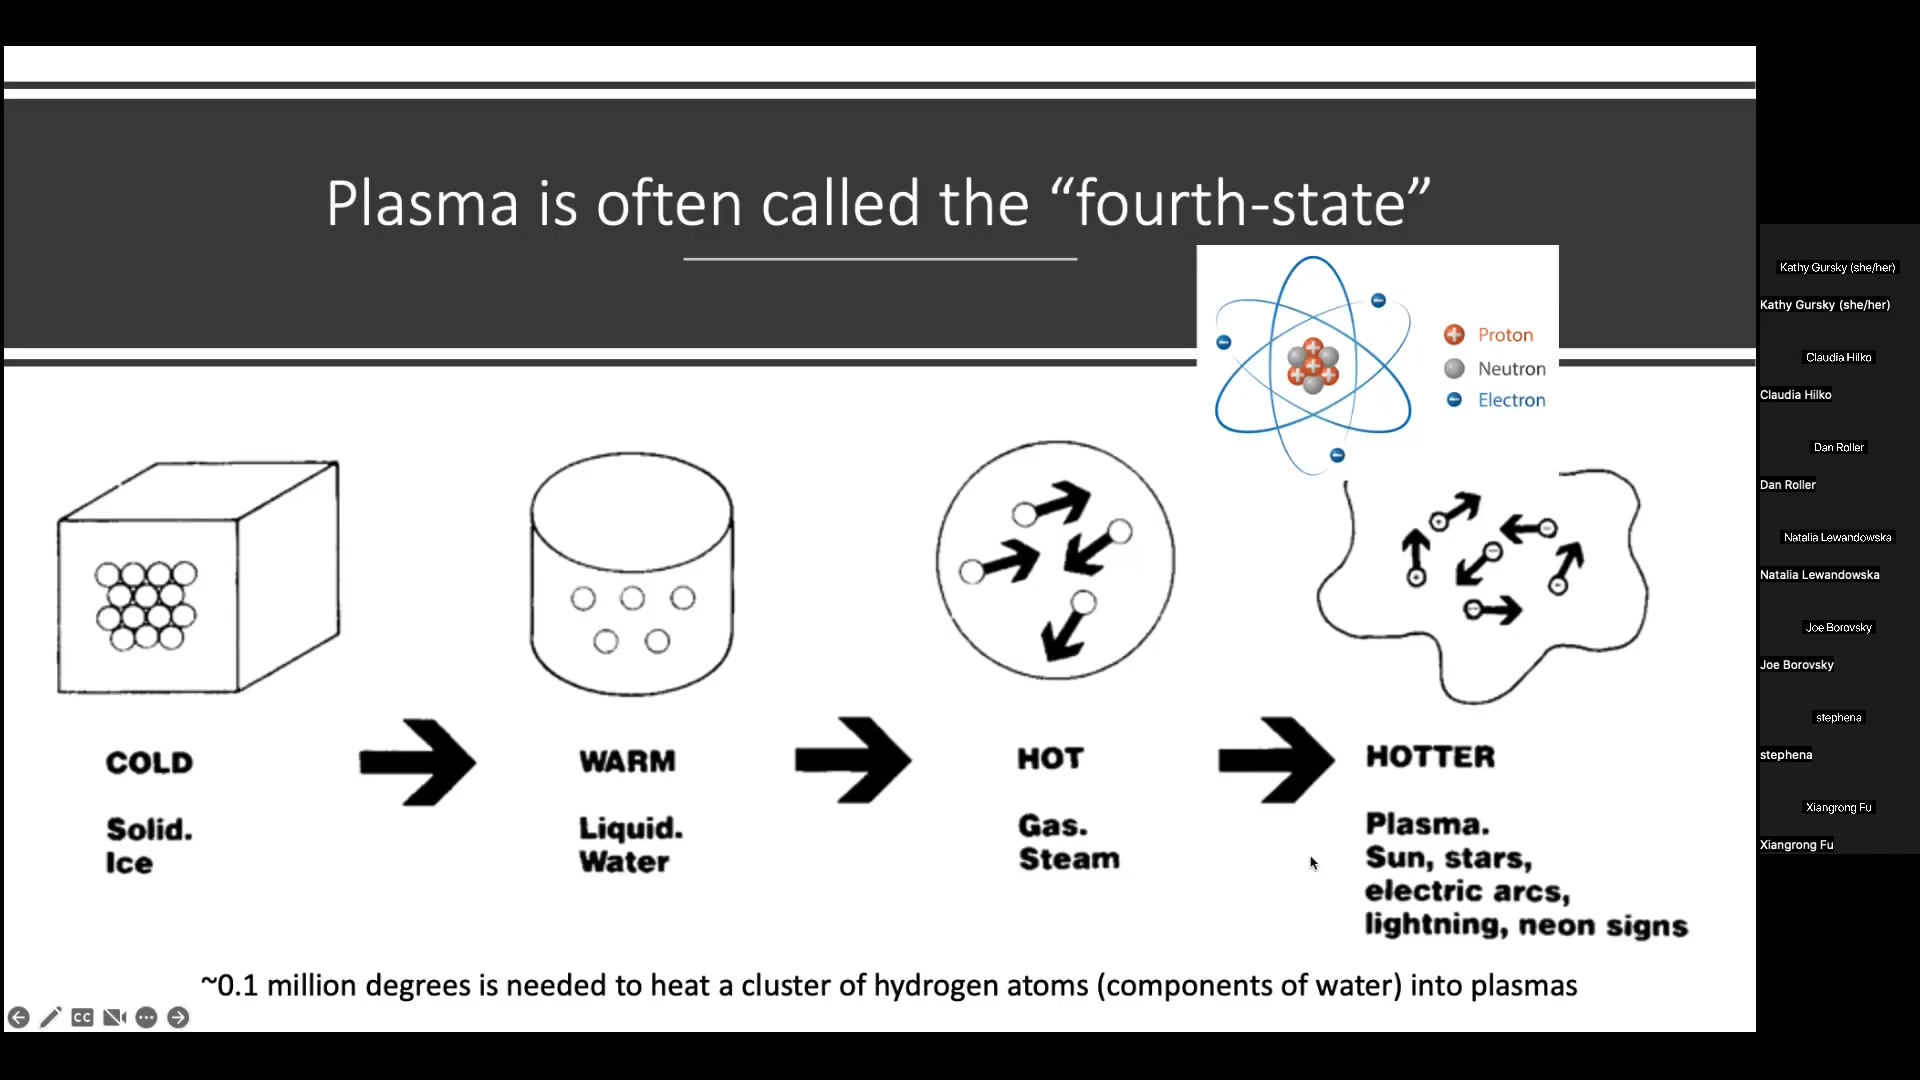 Plasma is often called the “fourth-state”
Proton
Neutron
Electron
COLD
Solid.
Ice
WARM
Liquid.
Water
HOT
Gas.
Steam
HOTTER
Plasma.
Sun, stars,
electric arcs,
lightning, neon signs
~0.1 million degrees is needed to heat a cluster of hydrogen atoms (components of water) into plasmas
CC
Kathy Gursky (she/her)
Kathy Gursky (she/her)
Claudia Hilko
Claudia Hilko
Dan Roller
Dan Roller
Natalia Lewandowska
Natalia Lewandowska
Joe Borovsky
Joe Borovsky
stephena
stephena
Xiangrong Fu
Xiangrong Fu